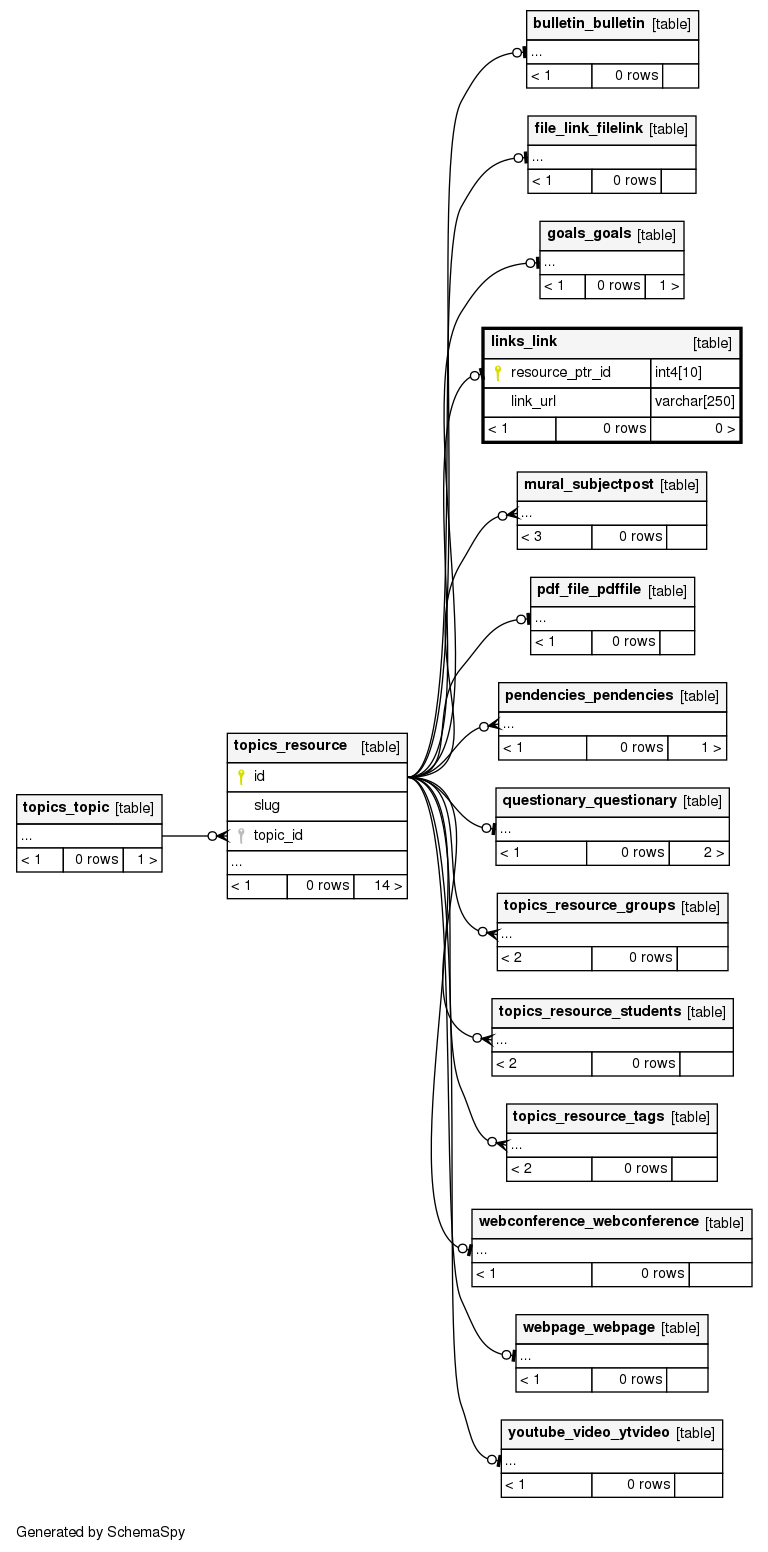 bulletin_bulletin [table]
...
< 1 0 rows
file_link_filelink [table]
...
< 1 0 rows
goals_goals [table]
...
< 1 0 rows 1 >
links_link [table]
resource_ptr_id int4[10]
link_url varchar[250]
< 1 0 rows 0 >
mural_subjectpost [table]
...
< 3 0 rows
pdf_file_pdffile [table]
...
< 1 0 rows
pendencies_pendencies [table]
...
< 1 0 rows 1 >
topics_resource [table]
id
slug
topic_id
...
< 1 0 rows 14 >
topics_topic [table]
...
< 1 0 rows 1 >
questionary_questionary [table]
...
< 1 0 rows 2 >
topics_resource_groups [table]
...
< 2 0 rows
topics_resource_students [table]
...
< 2 0 rows
topics_resource_tags [table]
...
< 2 0 rows
webconference_webconference [table]
...
< 1 0 rows
webpage_webpage [table]
...
< 1 0 rows
youtube_video_ytvideo [table]
...
< 1 0 rows
Generated by SchemaSpy